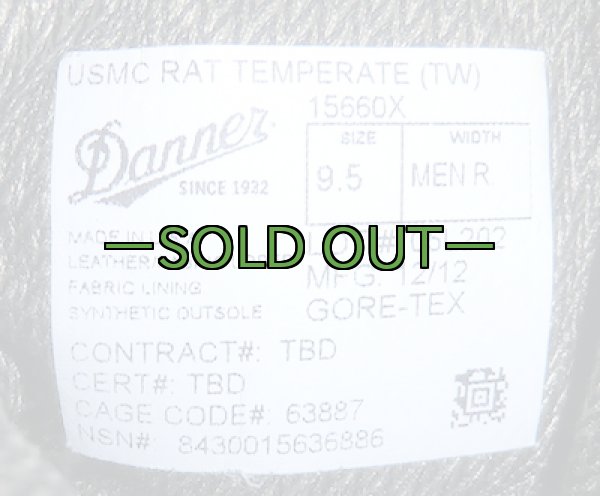 USMC RAT TEMPERATE (TW)
15660X
Danner
SINCE 1932
SIZE WIDTH
9.5 MEN R
—SOLD OUT—
MADE IN
LEATHER
FABRIC LINING
SYNTHETIC OUTSOLE
MFG. 12/12
GORE-TEX
CONTRACT#: TBD
CERT#: TBD
CAGE CODE#: 63887
NSN#: 8430015636886